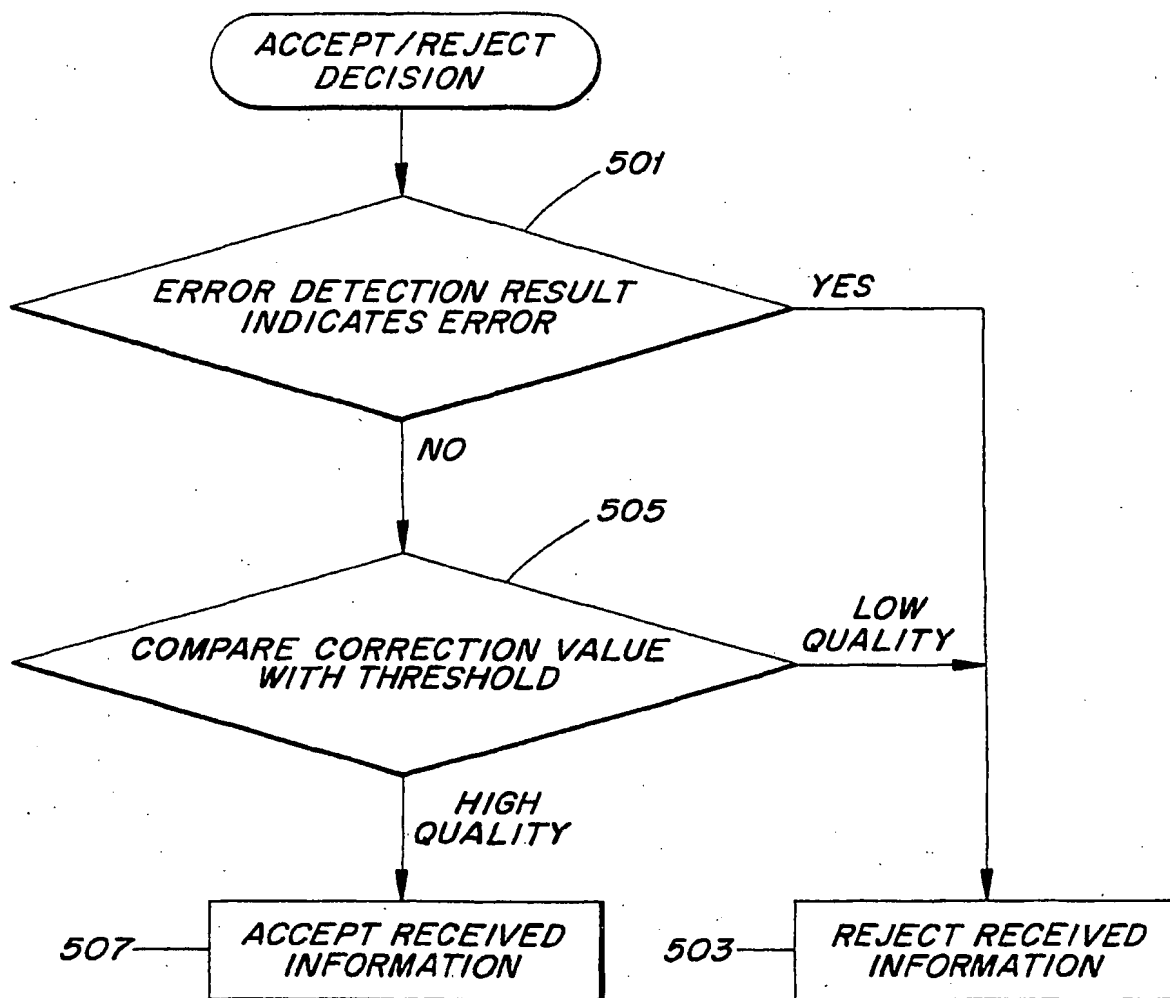 ACCEPT/REJECT
DECISION
501
ERROR DETECTION RESULT
INDICATES ERROR
YES
NO
505
COMPARE CORRECTION VALUE
WITH THRESHOLD
LOW
QUALITY
HIGH
QUALITY
507
ACCEPT RECEIVED
INFORMATION
503
REJECT RECEIVED
INFORMATION